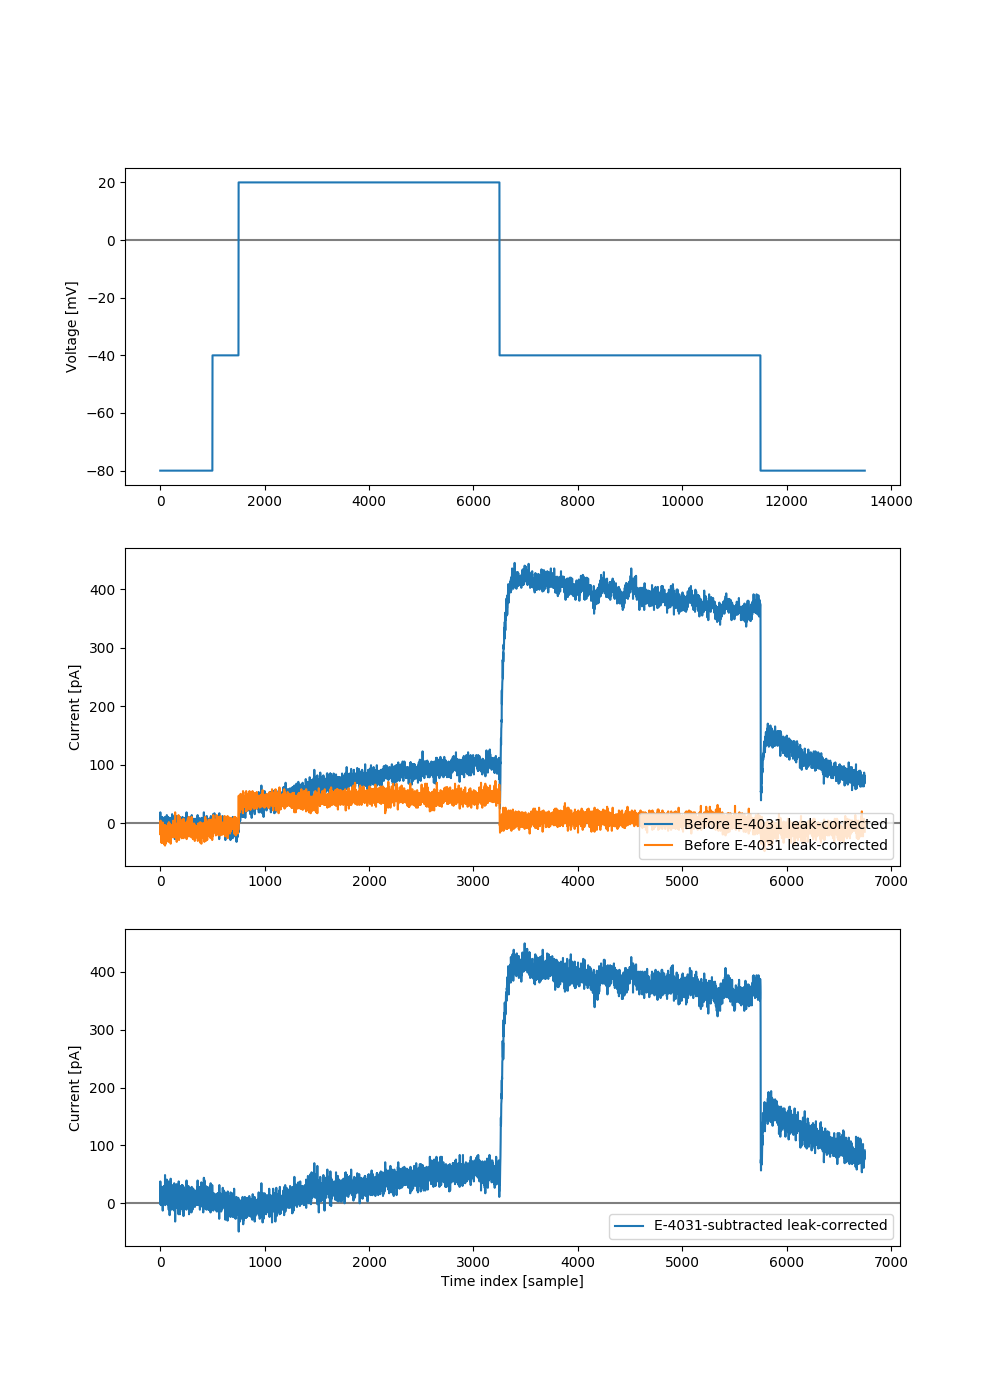 Voltage [mV]
20
0
−20
−40
−60
−80
0 2000 4000 6000 8000 10000 12000 14000
Current [pA]
400
300
200
100
0
Before E-4031 leak-corrected
Before E-4031 leak-corrected
0 1000 2000 3000 4000 5000 6000 7000
Current [pA]
400
300
200
100
0
E-4031-subtracted leak-corrected
0 1000 2000 3000 4000 5000 6000 7000
Time index [sample]